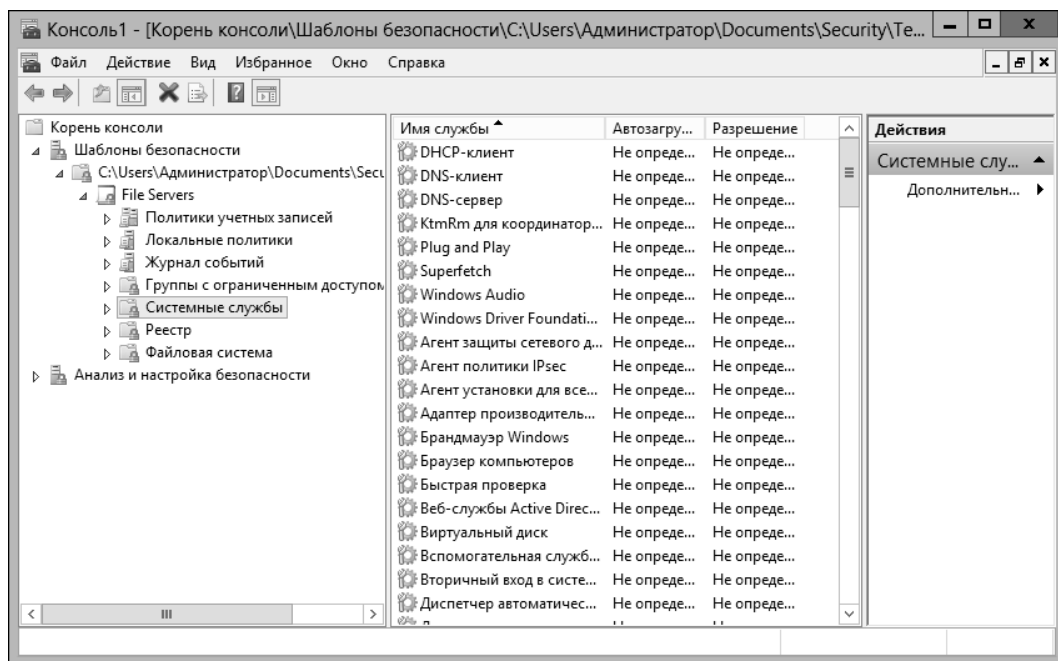 Консоль1 - [Корень консоли\Шаблоны безопасности\C:\Users\Администратор\Documents\Security\Te...
Файл Действие Вид Избранное Окно Справка
Корень консоли
Шаблоны безопасности
C:\Users\Администратор\Documents\Secu
File Servers
Политики учетных записей
Локальные политики
Журнал событий
Группы с ограниченным доступом
Системные службы
Реестр
Файловая система
Анализ и настройка безопасности
Имя службы Автозагру... Разрешение
DHCP-клиент Не опреде... Не опреде...
DNS-клиент Не опреде... Не опреде...
DNS-сервер Не опреде... Не опреде...
KtmRm для координатор... Не опреде... Не опреде...
Plug and Play Не опреде... Не опреде...
Superfetch Не опреде... Не опреде...
Windows Audio Не опреде... Не опреде...
Windows Driver Foundati... Не опреде... Не опреде...
Агент защиты сетевого д... Не опреде... Не опреде...
Агент политики IPsec Не опреде... Не опреде...
Агент установки для все... Не опреде... Не опреде...
Адаптер производитель... Не опреде... Не опреде...
Брандмауэр Windows Не опреде... Не опреде...
Браузер компьютеров Не опреде... Не опреде...
Быстрая проверка Не опреде... Не опреде...
Веб-службы Active Direc... Не опреде... Не опреде...
Виртуальный диск Не опреде... Не опреде...
Вспомогательная служб... Не опреде... Не опреде...
Вторичный вход в систе... Не опреде... Не опреде...
Диспетчер автоматичес... Не опреде... Не опреде...
Действия
Системные слу...
Дополнительн...